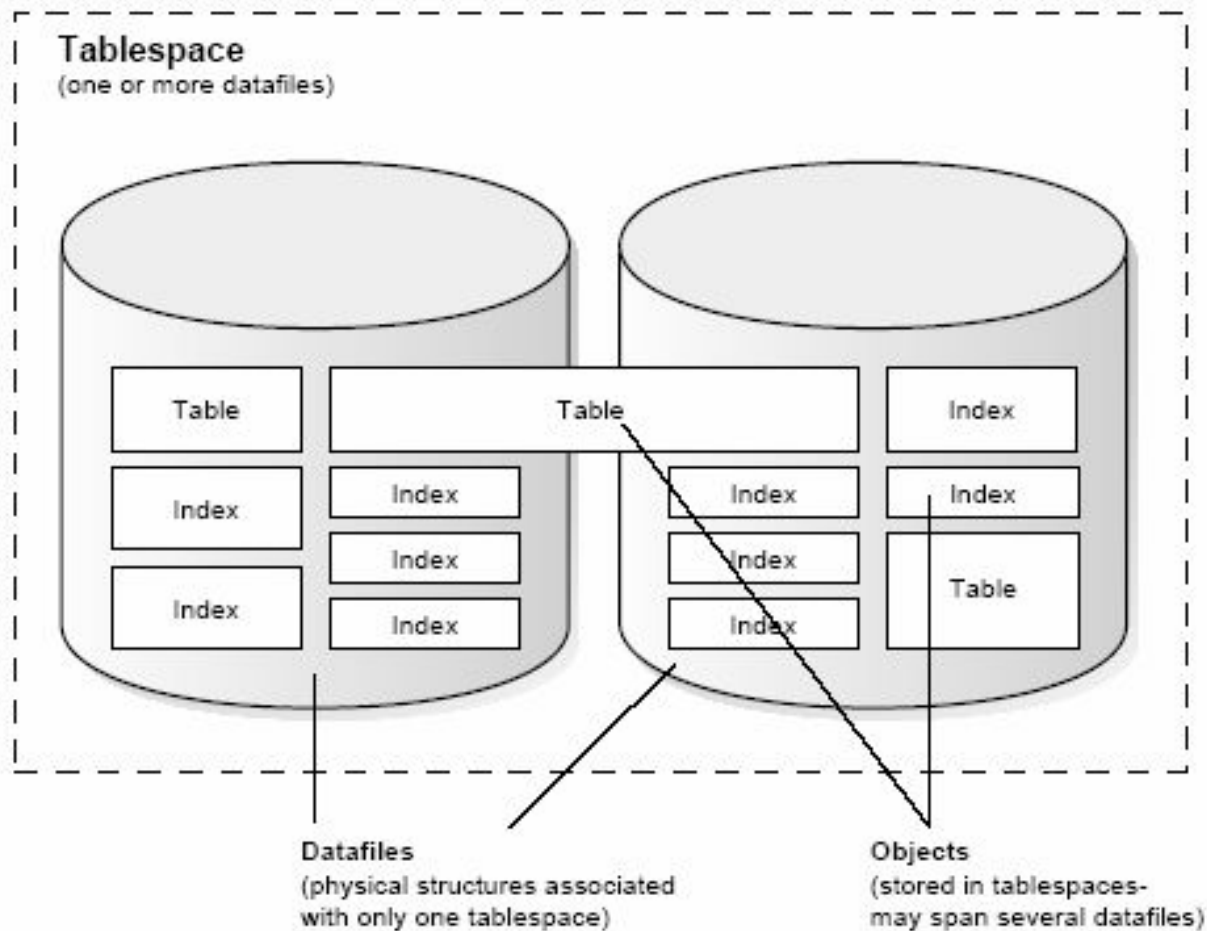 Tablespace
(one or more datafiles)
Table
Table
Index
Index
Index
Index
Index
Index
Index
Index
Table
Index
Index
Index
Datafiles
(physical structures associated
with only one tablespace)
Objects
(stored in tablespaces-
may span several datafiles)